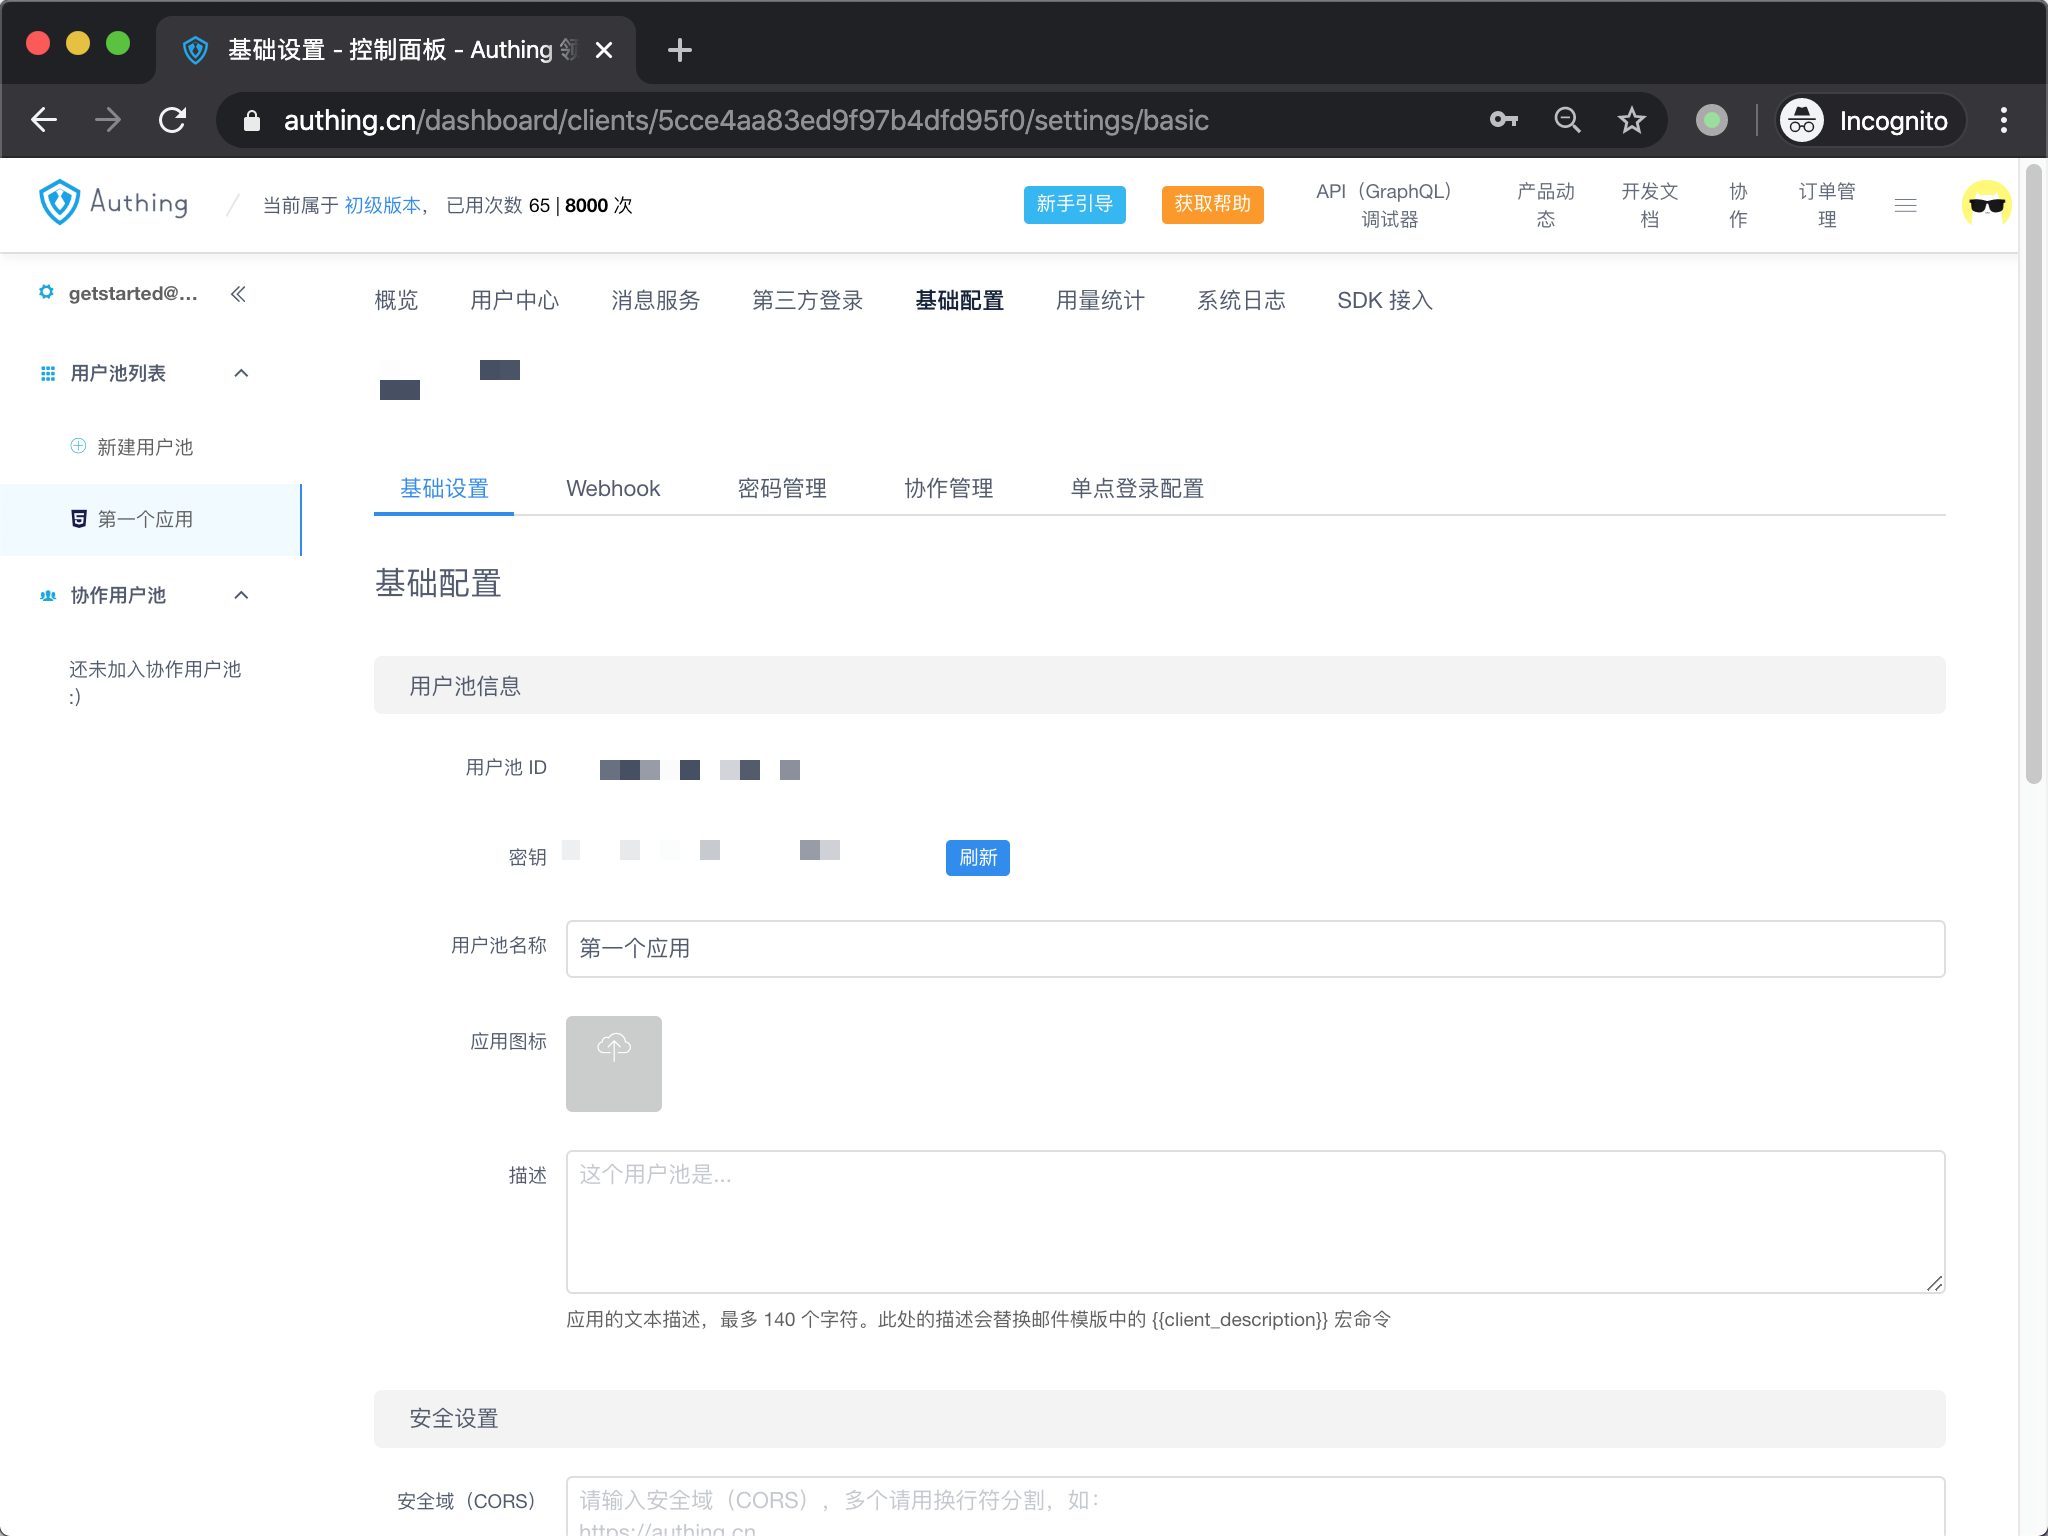 基础设置 - 控制面板 - Authing 领
authing.cn/dashboard/clients/5cce4aa83ed9f97b4dfd95f0/settings/basic
Incognito
Authing
当前属于 初级版本， 已用次数 65 | 8000 次
新手引导
获取帮助
API（GraphQL）
调试器
产品动
态
开发文
档
协
作
订单管
理
getstarted@...
用户池列表
新建用户池
第一个应用
协作用户池
还未加入协作用户池
:)
概览
用户中心
消息服务
第三方登录
基础配置
用量统计
系统日志
SDK 接入
基础设置
Webhook
密码管理
协作管理
单点登录配置
基础配置
用户池信息
用户池 ID
密钥
刷新
用户池名称
第一个应用
应用图标
描述
这个用户池是...
应用的文本描述，最多 140 个字符。此处的描述会替换邮件模版中的 {{client_description}} 宏命令
安全设置
安全域（CORS）
请输入安全域（CORS），多个请用换行符分割，如：
https://authing.cn